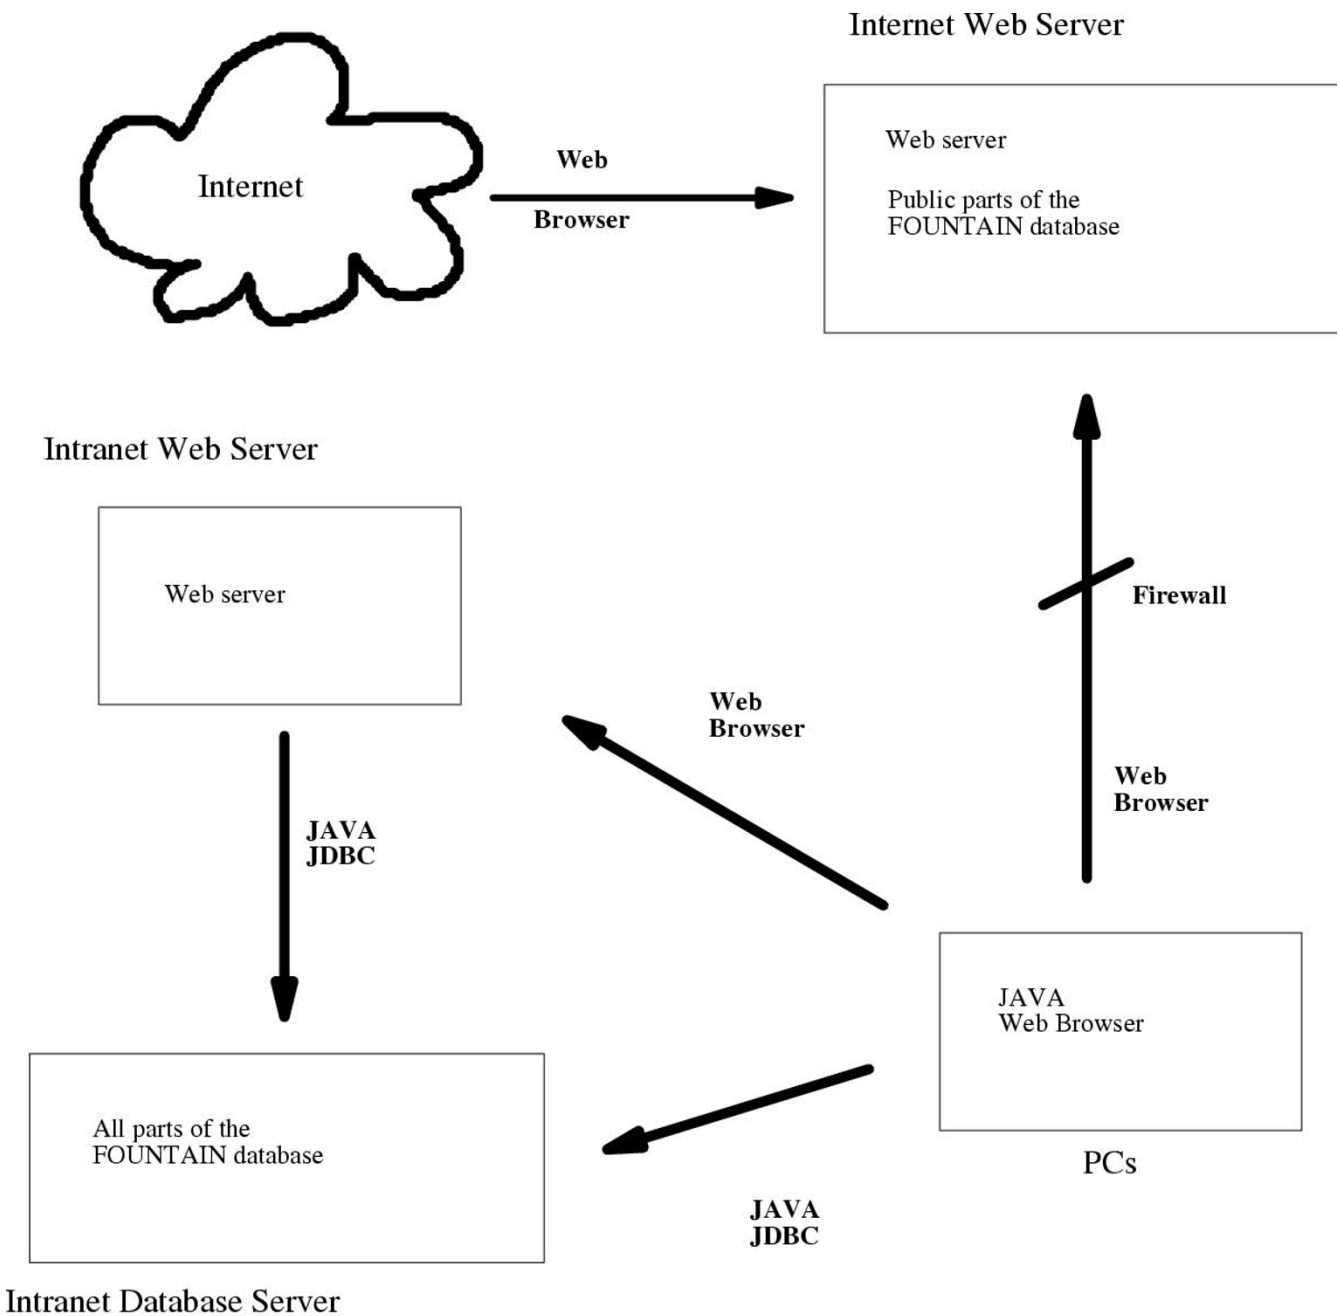 Internet Web Server
Internet
Web
Browser
Web server
Public parts of the
FOUNTAIN database
Intranet Web Server
Web server
Firewall
Web
Browser
Web
Browser
JAVA
JDBC
JAVA
Web Browser
PCs
All parts of the
FOUNTAIN database
JAVA
JDBC
Intranet Database Server